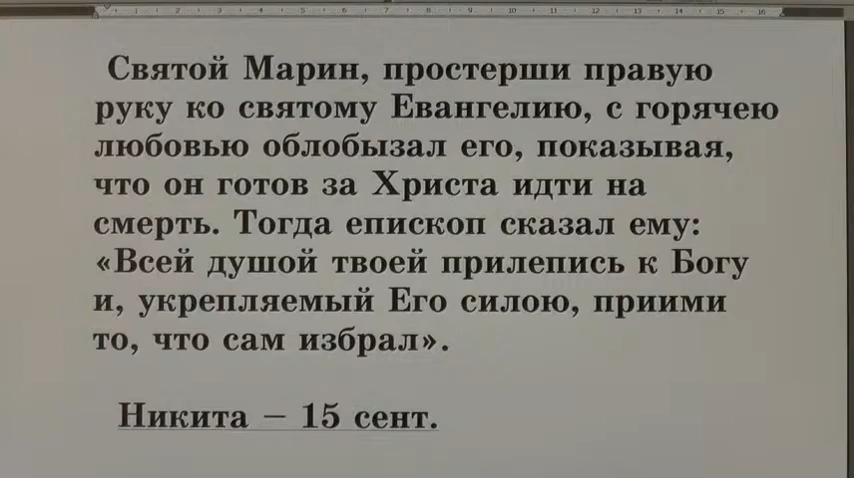 Святой Марин, простерши правую
руку ко святому Евангелию, с горячею
любовью облобызал его, показывая,
что он готов за Христа идти на
смерть. Тогда епископ сказал ему:
«Всей душой твоей прилепись к Богу
и, укрепляемый Его силою, приими
то, что сам избрал».
Никита – 15 сент.